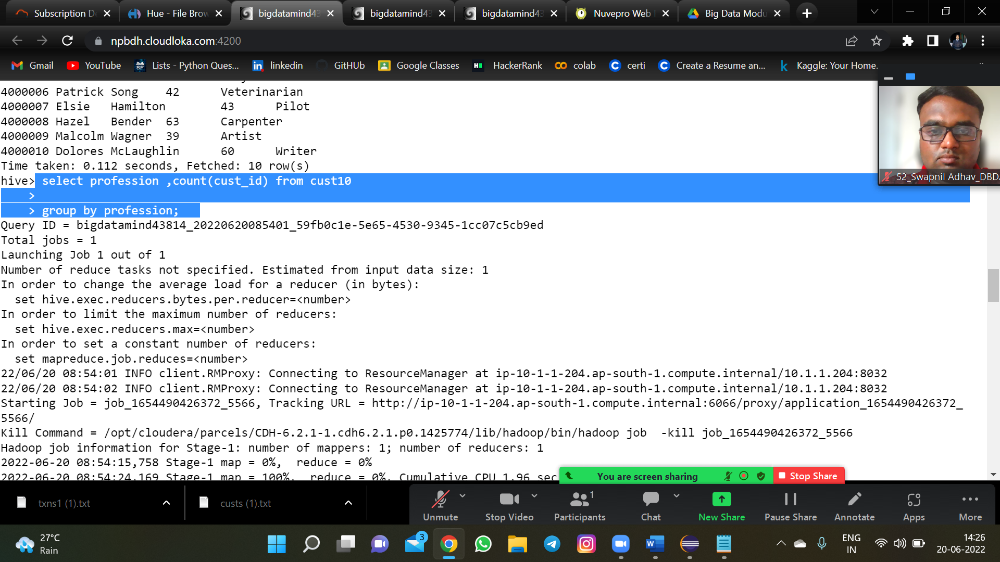 Subscription D
Hue - File Brow
bigdatamind43
bigdatamind43
bigdatamind43
Nuvepro Web
Big Data Modu
npbdh.cloudloka.com:4200
Gmail
YouTube
Lists - Python Ques...
linkedin
GitHUb
Google Classes
HackerRank
colab
certi
Create a Resume an...
Kaggle: Your Home.
4000006 Patrick Song 42 Veterinarian
4000007 Elsie Hamilton 43 Pilot
4000008 Hazel Bender 63 Carpenter
4000009 Malcolm Wagner 39 Artist
4000010 Dolores McLaughlin 60 Writer
Time taken: 0.112 seconds, Fetched: 10 row(s)
hive> select profession ,count(cust_id) from cust10
>
> group by profession;
Query ID = bigdatamind43814_20220620085401_59fb0c1e-5e65-4530-9345-1cc07c5cb9ed
Total jobs = 1
Launching Job 1 out of 1
Number of reduce tasks not specified. Estimated from input data size: 1
In order to change the average load for a reducer (in bytes):
set hive.exec.reducers.bytes.per.reducer=<number>
In order to limit the maximum number of reducers:
set hive.exec.reducers.max=<number>
In order to set a constant number of reducers:
set mapreduce.job.reduces=<number>
22/06/20 08:54:01 INFO client.RMProxy: Connecting to ResourceManager at ip-10-1-1-204.ap-south-1.compute.internal/10.1.1.204:8032
22/06/20 08:54:02 INFO client.RMProxy: Connecting to ResourceManager at ip-10-1-1-204.ap-south-1.compute.internal/10.1.1.204:8032
Starting Job = job_1654490426372_5566, Tracking URL = http://ip-10-1-1-204.ap-south-1.compute.internal:6066/proxy/application_1654490426372_
5566/
Kill Command = /opt/cloudera/parcels/CDH-6.2.1-1.cdh6.2.1.p0.1425774/lib/hadoop/bin/hadoop job -kill job_1654490426372_5566
Hadoop job information for Stage-1: number of mappers: 1; number of reducers: 1
2022-06-20 08:54:15,758 Stage-1 map = 0%, reduce = 0%
2022-06-20 08:54:24,169 Stage-1 map = 100%, reduce = 0%, Cumulative CPU 1.96 sec
52_Swapnil Adhav_DBDA
You are screen sharing
Stop Share
txns1 (1).txt
custs (1).txt
Unmute
Stop Video
1
Participants
Chat
New Share
Pause Share
Annotate
Apps
More
27°C
Rain
3
ENG
IN
14:26
20-06-2022